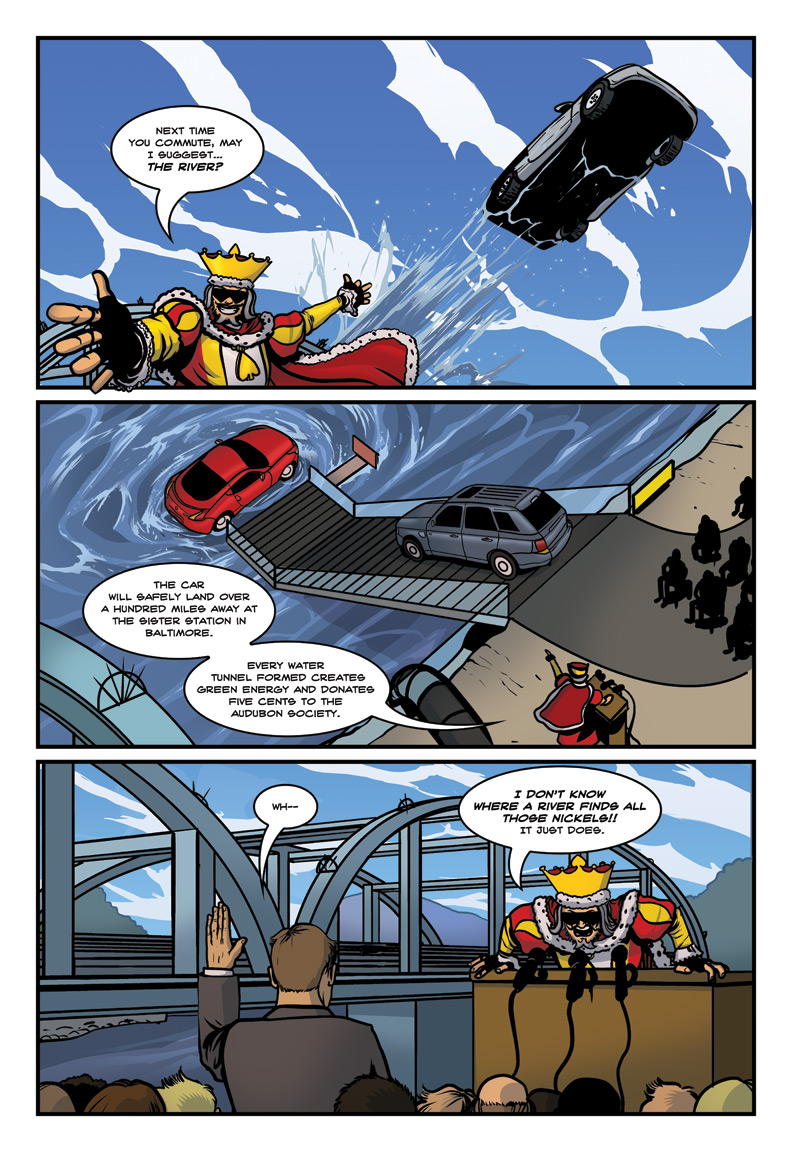 NEXT TIME
YOU COMMUTE, MAY
I SUGGEST...
THE RIVER?
THE CAR
WILL SAFELY LAND OVER
A HUNDRED MILES AWAY AT
THE SISTER STATION IN
BALTIMORE.
EVERY WATER
TUNNEL FORMED CREATES
GREEN ENERGY AND DONATES
FIVE CENTS TO THE
AUDUBON SOCIETY.
WH--
I DON'T KNOW
WHERE A RIVER FINDS ALL
THOSE NICKELS!!
IT JUST DOES.